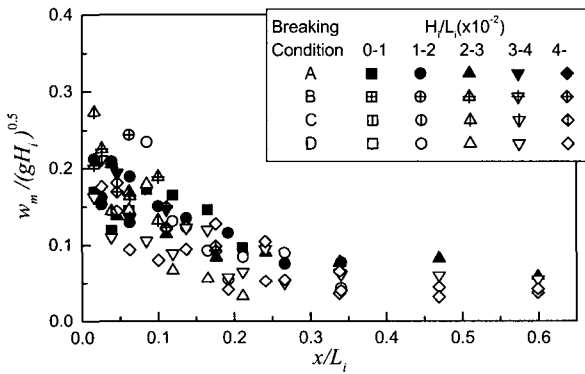 0.4
0.3
0.2
0.1
0.0
w_m/(gH_i)^0.5
Breaking H_i/L_i(x10^-2)
Condition 0-1 1-2 2-3 3-4 4-
A
B
C
D
0.0 0.1 0.2 0.3 0.4 0.5 0.6
x/L_i